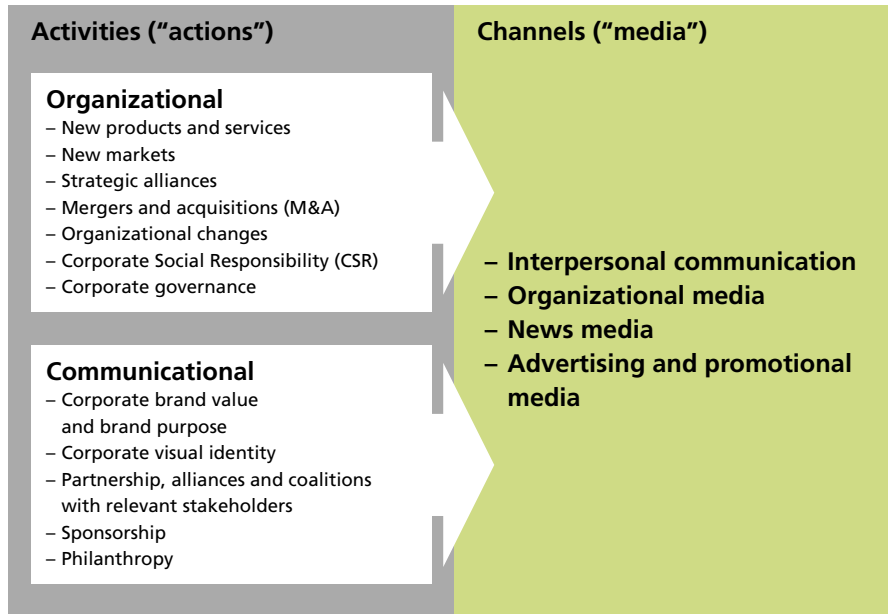 Activities (“actions”)
Organizational
– New products and services
– New markets
– Strategic alliances
– Mergers and acquisitions (M&A)
– Organizational changes
– Corporate Social Responsibility (CSR)
– Corporate governance
Communicational
– Corporate brand value
and brand purpose
– Corporate visual identity
– Partnership, alliances and coalitions
with relevant stakeholders
– Sponsorship
– Philanthropy
Channels (“media”)
– Interpersonal communication
– Organizational media
– News media
– Advertising and promotional
media